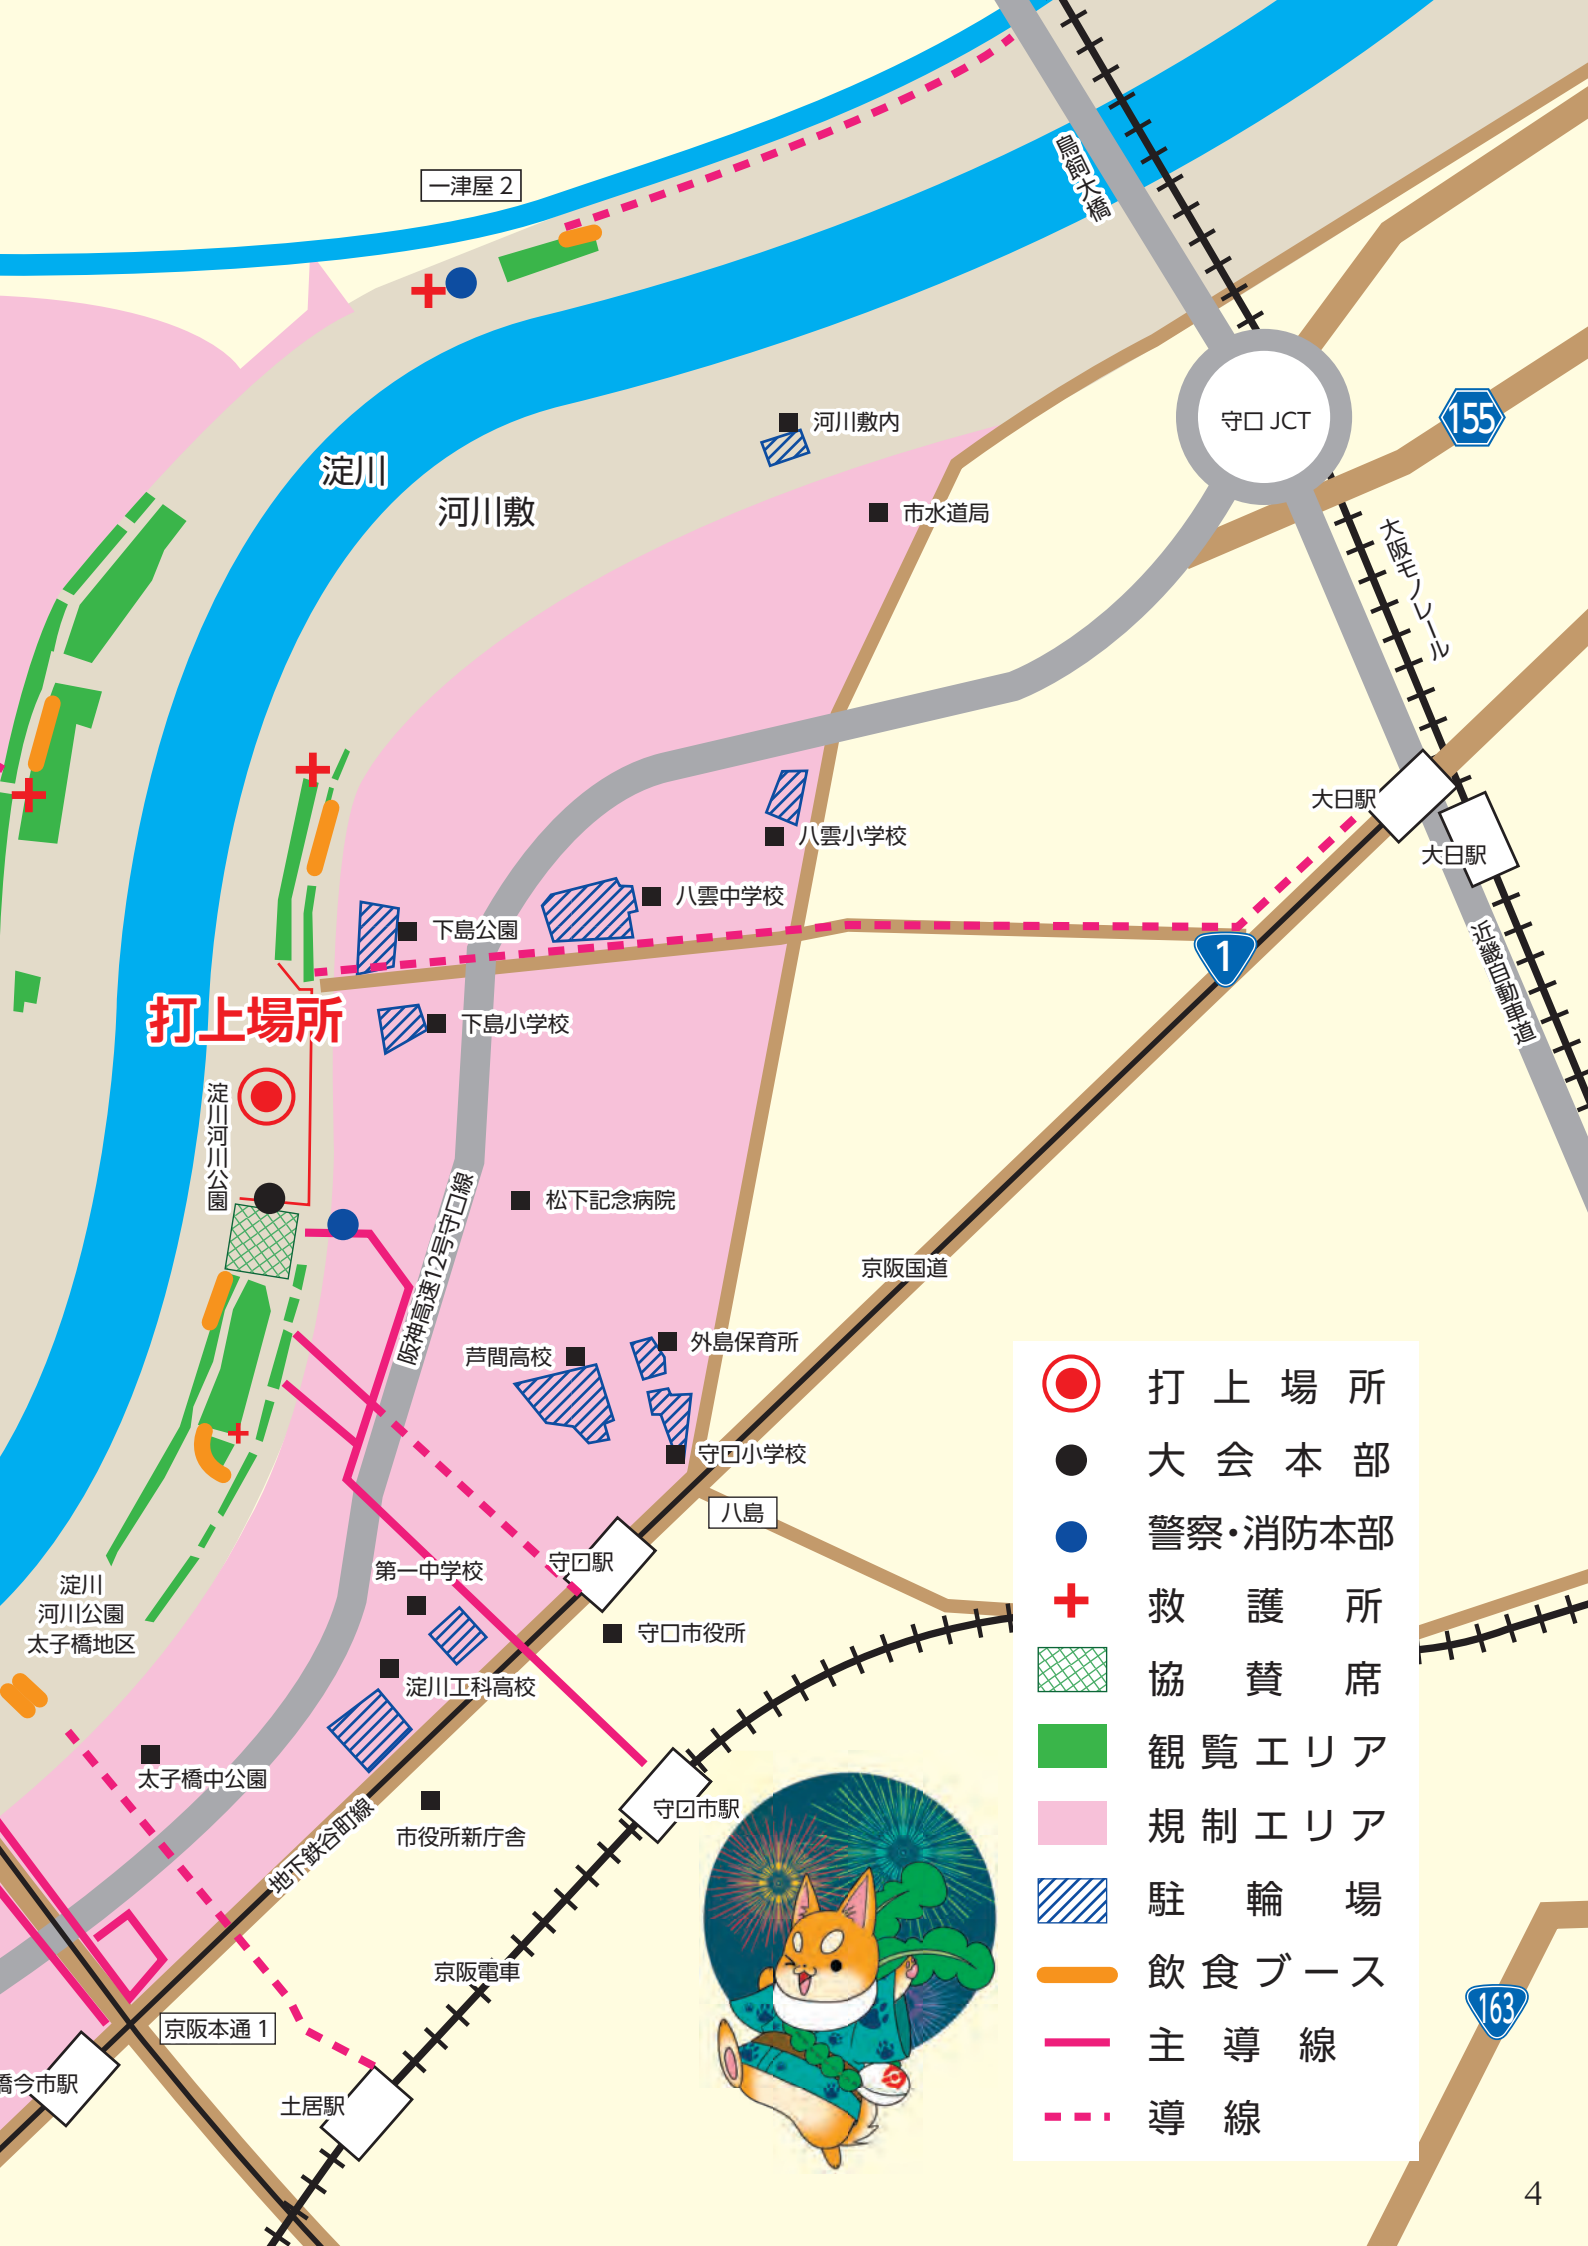 一津屋 2
鳥飼大橋
淀川
河川敷
河川敷内
市水道局
守口 JCT
155
大阪モノレール
大日駅
大日駅
八雲小学校
八雲中学校
下島公園
1
近畿自動車道
打上場所
下島小学校
淀川河川公園
松下記念病院
阪神高速12号守口線
京阪国道
芦間高校
外島保育所
守口小学校
八島
守口駅
第一中学校
守口市役所
淀川
河川公園
太子橋地区
淀川工科高校
太子橋中公園
市役所新庁舎
地下鉄谷町線
守口市駅
京阪電車
京阪本通 1
橋今市駅
土居駅
打上場所
大会本部
警察・消防本部
救護所
協賛席
観覧エリア
規制エリア
駐輪場
飲食ブース
主導線
導線
163
4